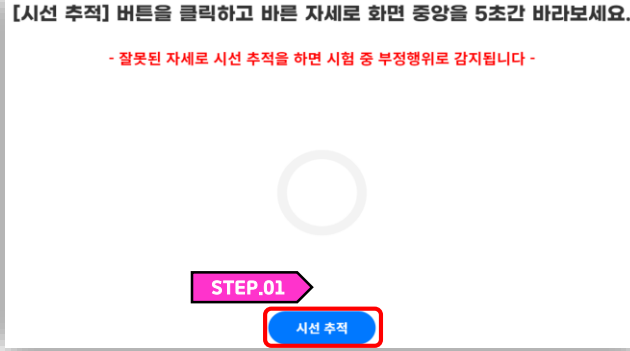 [시선 추적] 버튼을 클릭하고 바른 자세로 화면 중앙을 5초간 바라보세요.
- 잘못된 자세로 시선 추적을 하면 시험 중 부정행위로 감지됩니다 -
STEP.01
시선 추적